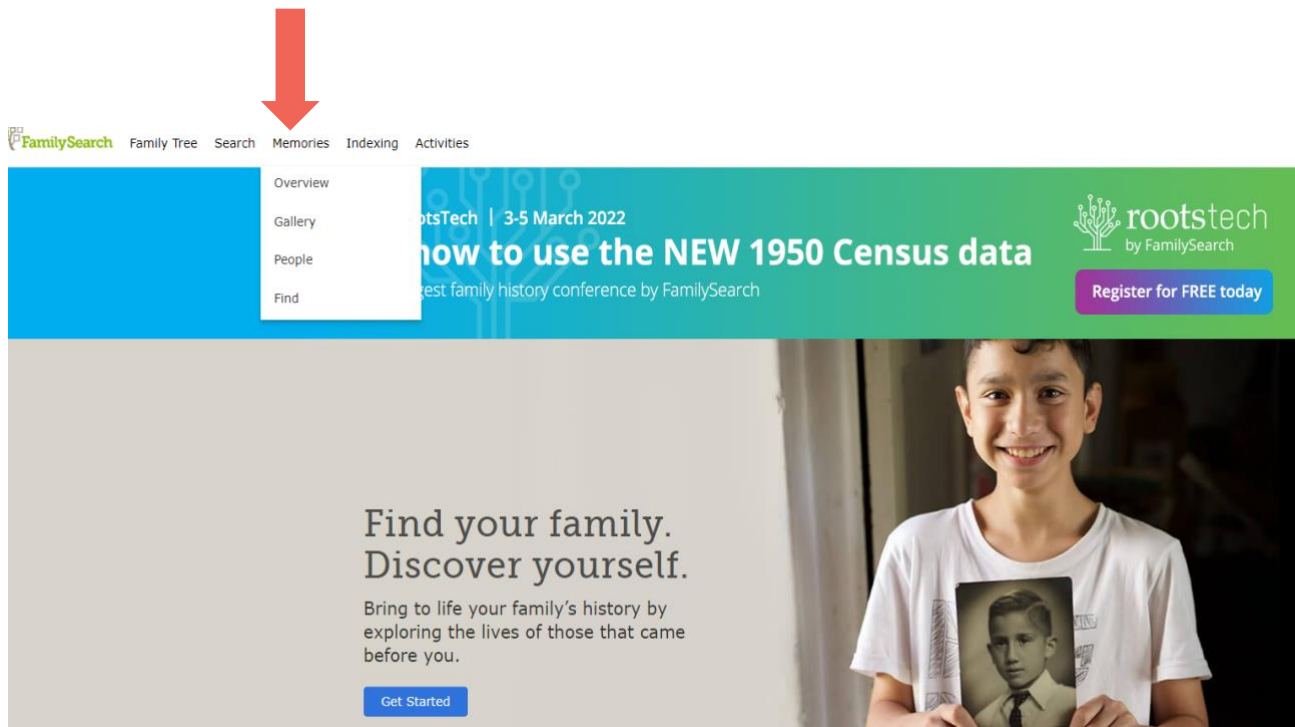 FamilySearch Family Tree Search Memories Indexing Activities
Overview
Gallery
People
Find
| 3-5 March 2022
how to use the NEW 1950 Census data
family history conference by FamilySearch
rootstech
by FamilySearch
Register for FREE today
Find your family.
Discover yourself.
Bring to life your family's history by
exploring the lives of those that came
before you.
Get Started